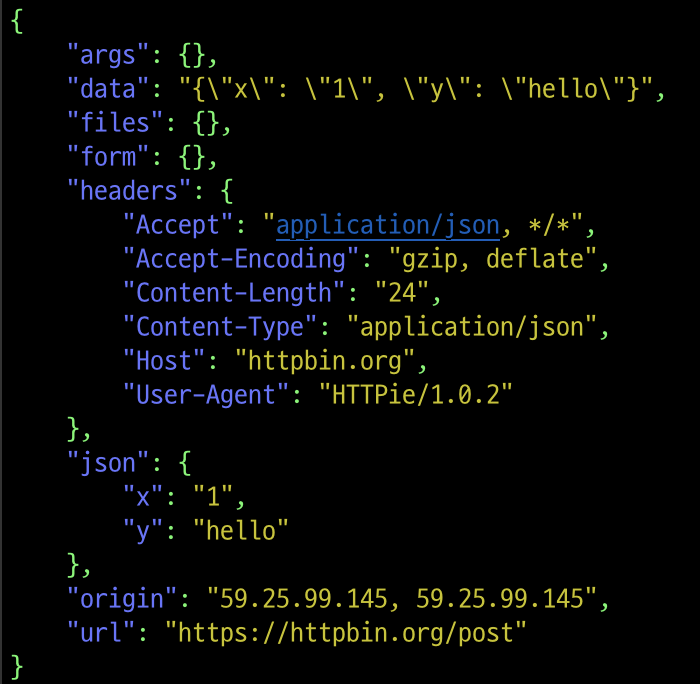 {
    "args": {},
    "data": "{\"x\": \"1\", \"y\": \"hello\"}",
    "files": {},
    "form": {},
    "headers": {
        "Accept": "application/json, */*",
        "Accept-Encoding": "gzip, deflate",
        "Content-Length": "24",
        "Content-Type": "application/json",
        "Host": "httpbin.org",
        "User-Agent": "HTTPie/1.0.2"
    },
    "json": {
        "x": "1",
        "y": "hello"
    },
    "origin": "59.25.99.145, 59.25.99.145",
    "url": "https://httpbin.org/post"
}